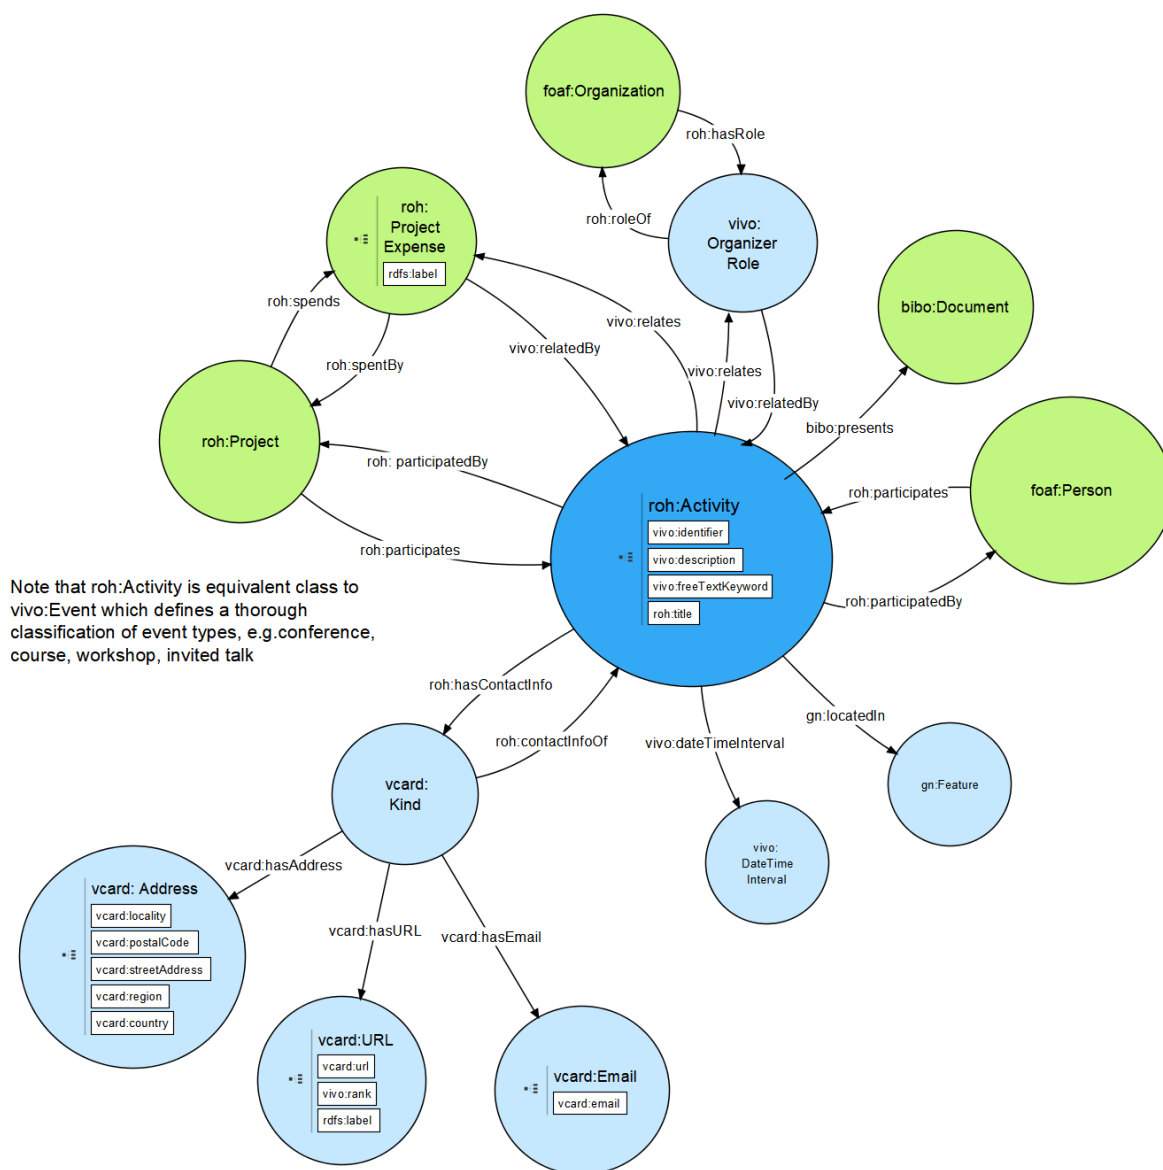 foaf:Organization
roh:hasRole
roh:
Project
Expense
rdfs:label
roh:roleOf
vivo:
Organizer
Role
bibo:Document
roh:spends
vivo:relates
vivo:relatedBy
roh:spentBy
vivo:relates
vivo:relatedBy
bibo:presents
roh:Project
roh: participatedBy
foaf:Person
roh:participates
roh:Activity
vivo:identifier
vivo:description
vivo:freeTextKeyword
roh:title
roh:participates
roh:participatedBy
Note that roh:Activity is equivalent class to
vivo:Event which defines a thorough
classification of event types, e.g.conference,
course, workshop, invited talk
roh:hasContactInfo
roh:contactInfoOf
gn:locatedIn
vivo:dateTimeInterval
vcard:
Kind
gn:Feature
vivo:
DateTime
Interval
vcard:hasAddress
vcard: Address
vcard:locality
vcard:postalCode
vcard:streetAddress
vcard:region
vcard:country
vcard:hasURL
vcard:hasEmail
vcard:URL
vcard:url
vivo:rank
rdfs:label
vcard:Email
vcard:email